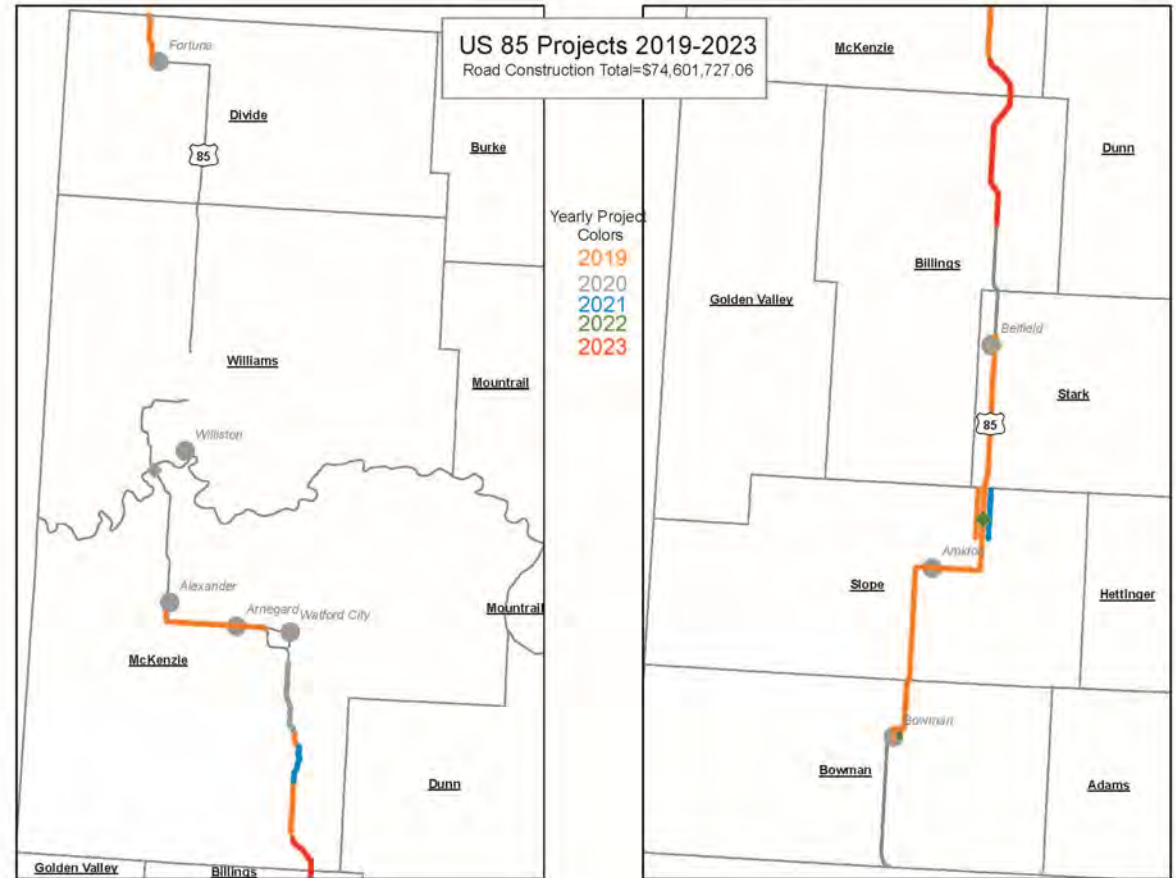 US 85 Projects 2019-2023
Road Construction Total=$74,601,727.06
Fortuna
Divide
85
Burke
Williams
Mountrail
Williston
Alexander
Arnegard
Watford City
Mountrail
McKenzie
Dunn
Golden Valley
Billings
Yearly Project
Colors
2019
2020
2021
2022
2023
McKenzie
Dunn
Billings
Golden Valley
Belfield
Stark
85
Amidon
Slope
Hettinger
Bowman
Bowman
Adams